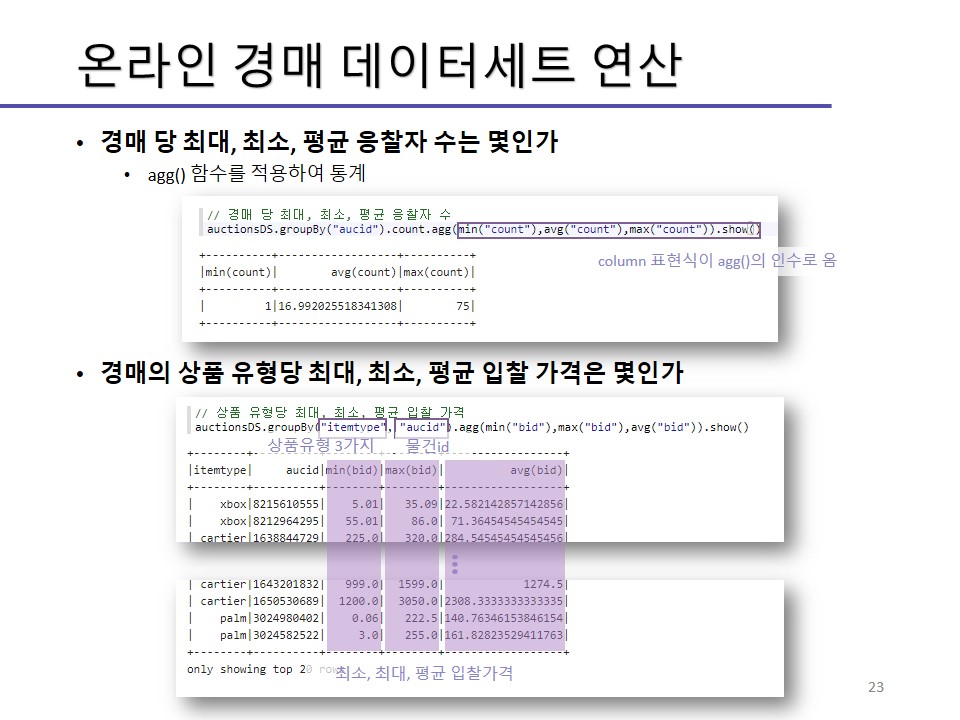 온라인 경매 데이터세트 연산
• 경매 당 최대, 최소, 평균 응찰자 수는 몇인가
• agg() 함수를 적용하여 통계
// 경매 당 최대, 최소, 평균 응찰자 수
auctionsDS.groupBy("aucid").count.agg(min("count"),avg("count"),max("count")).show()
column 표현식이 agg()의 인수로 옴
+----------+------------------+----------+
|min(count)|        avg(count)|max(count)|
+----------+------------------+----------+
|         1|16.992025518341308|        75|
+----------+------------------+----------+
• 경매의 상품 유형당 최대, 최소, 평균 입찰 가격은 몇인가
// 상품 유형당 최대, 최소, 평균 입찰 가격
auctionsDS.groupBy("itemtype", "aucid").agg(min("bid"),max("bid"),avg("bid")).show()
상품유형 3가지 물건id
+--------+----------+--------+--------+------------------+
|itemtype|     aucid|min(bid)|max(bid)|          avg(bid)|
+--------+----------+--------+--------+------------------+
|    xbox|8215610555|    5.01|   35.09|22.582142857142856|
|    xbox|8212964295|   55.01|    86.0| 71.36454545454545|
| cartier|1638844729|   225.0|   320.0|284.54545454545456|
| cartier|1643201832|   999.0|  1599.0|            1274.5|
| cartier|1650530689|  1200.0|  3050.0|2308.3333333333335|
|    palm|3024980402|    0.06|   222.5|140.76346153846154|
|    palm|3024582522|     3.0|   255.0|161.82823529411763|
+--------+----------+--------+--------+------------------+
only showing top 20 rows
최소, 최대, 평균 입찰가격
23